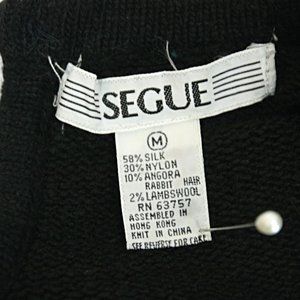 SEGUE
M
58% SILK
30% NYLON
10% ANGORA
RABBIT HAIR
2% LAMBSWOOL
RN 63757
ASSEMBLED IN
HONG KONG
KNIT IN CHINA
SEE REVERSE FOR CARE